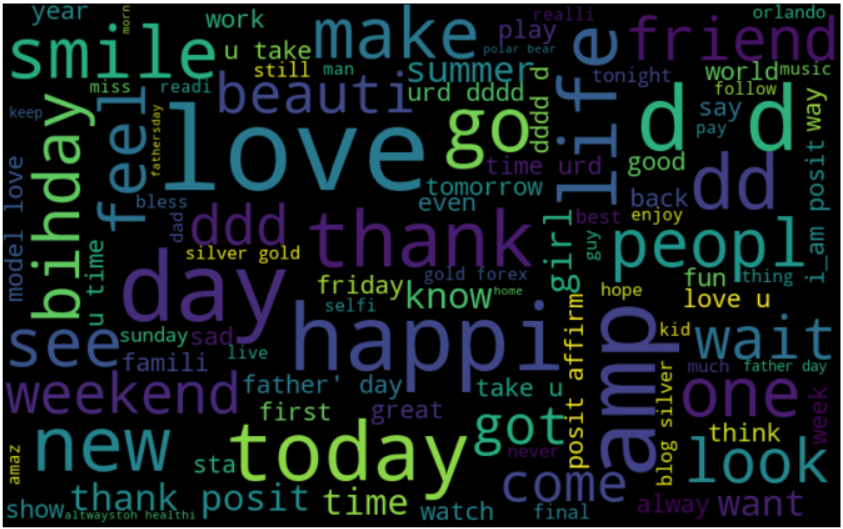 year
work
morn
smile
u take
still
man
make
polar bear
play
realli
orlando
friend
summer
life
tonight
world
music
follow
miss
readi
keep
beauti
urd dddd
dddd d
go
d
d
say
pay
way
bihday
feel
fathersday
love
time urd
good
dd
i_am posit
model love
bless
dad
ddd
tomorrow
even
thank
girl
guy
best
enjoy
back
peopl
u time
silver gold
day
friday
gold forex
know
home
selfi
happi
hope
fun
thing
love u
amp
kid
wait
see
sunday
sad
live
famili
weekend
father' day
take u
posit affirm
much
father day
one
first
great
blog silver
week
think
new
amaz
sta
today
got
never
look
come
show
thank posit
altwaystoh healthi
time
watch
final
alway
want